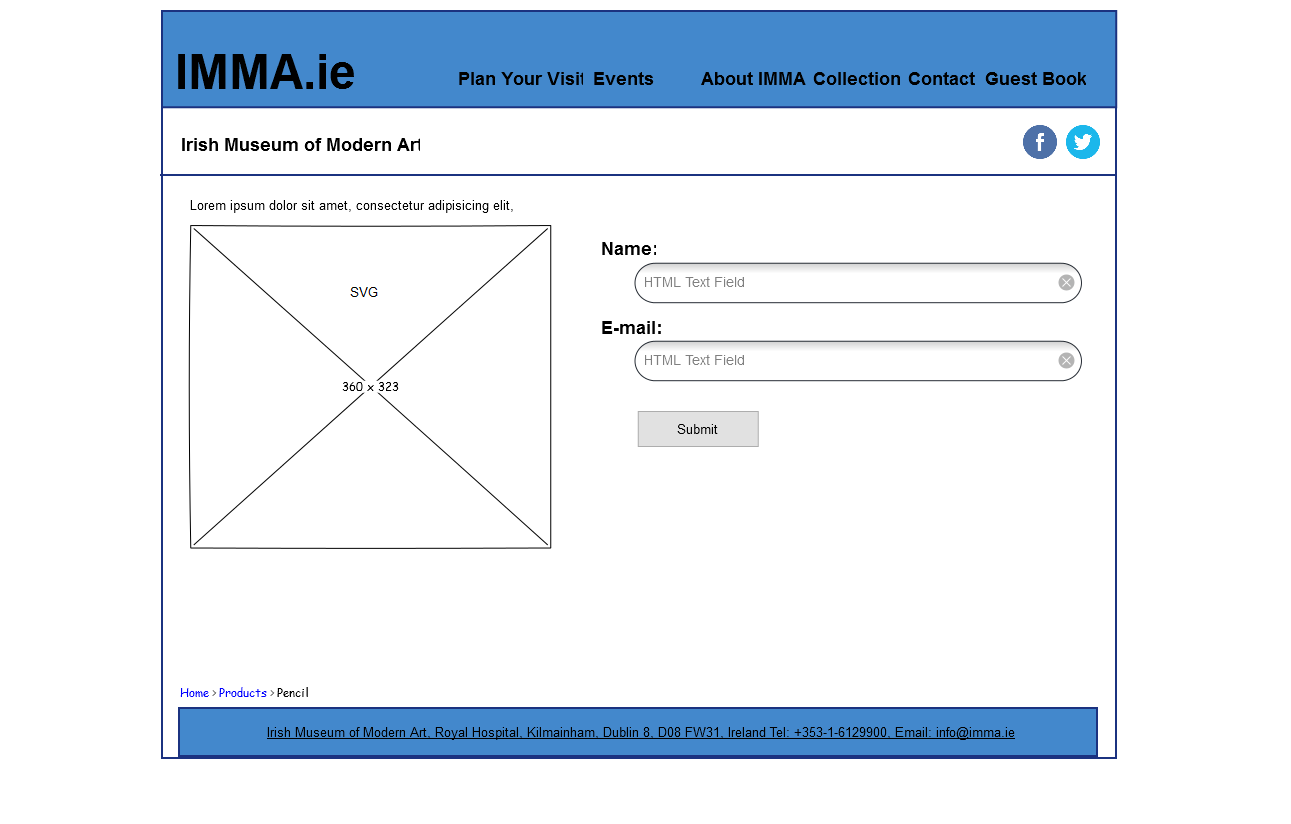 IMMA.ie
Plan Your Visit Events About IMMA Collection Contact Guest Book
Irish Museum of Modern Art
f
Lorem ipsum dolor sit amet, consectetur adipisicing elit,
SVG
360 x 323
Name:
HTML Text Field
E-mail:
HTML Text Field
Submit
Home > Products > Pencil
Irish Museum of Modern Art, Royal Hospital, Kilmainham, Dublin 8, D08 FW31, Ireland Tel: +353-1-6129900, Email: info@imma.ie